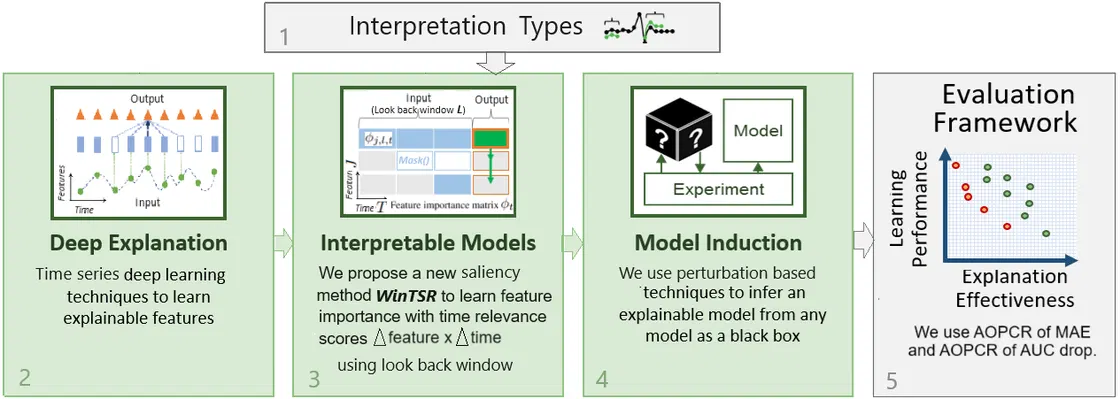 1
Interpretation Types
Output
Features
Time
Input
Deep Explanation
Time series deep learning
techniques to learn
explainable features
2
Input
(Look back window L)
Output
ϕj,l,t
Mask()
Featur J
Time T Feature importance matrix ϕt
Interpretable Models
We propose a new saliency
method WinTSR to learn feature
importance with time relevance
scores △feature x △time
using look back window
3
? ?
Model
Experiment
Model Induction
We use perturbation based
techniques to infer an
explainable model from any
model as a black box
4
Evaluation
Framework
Learning
Performance
Explanation
Effectiveness
We use AOPCR of MAE
and AOPCR of AUC drop.
5